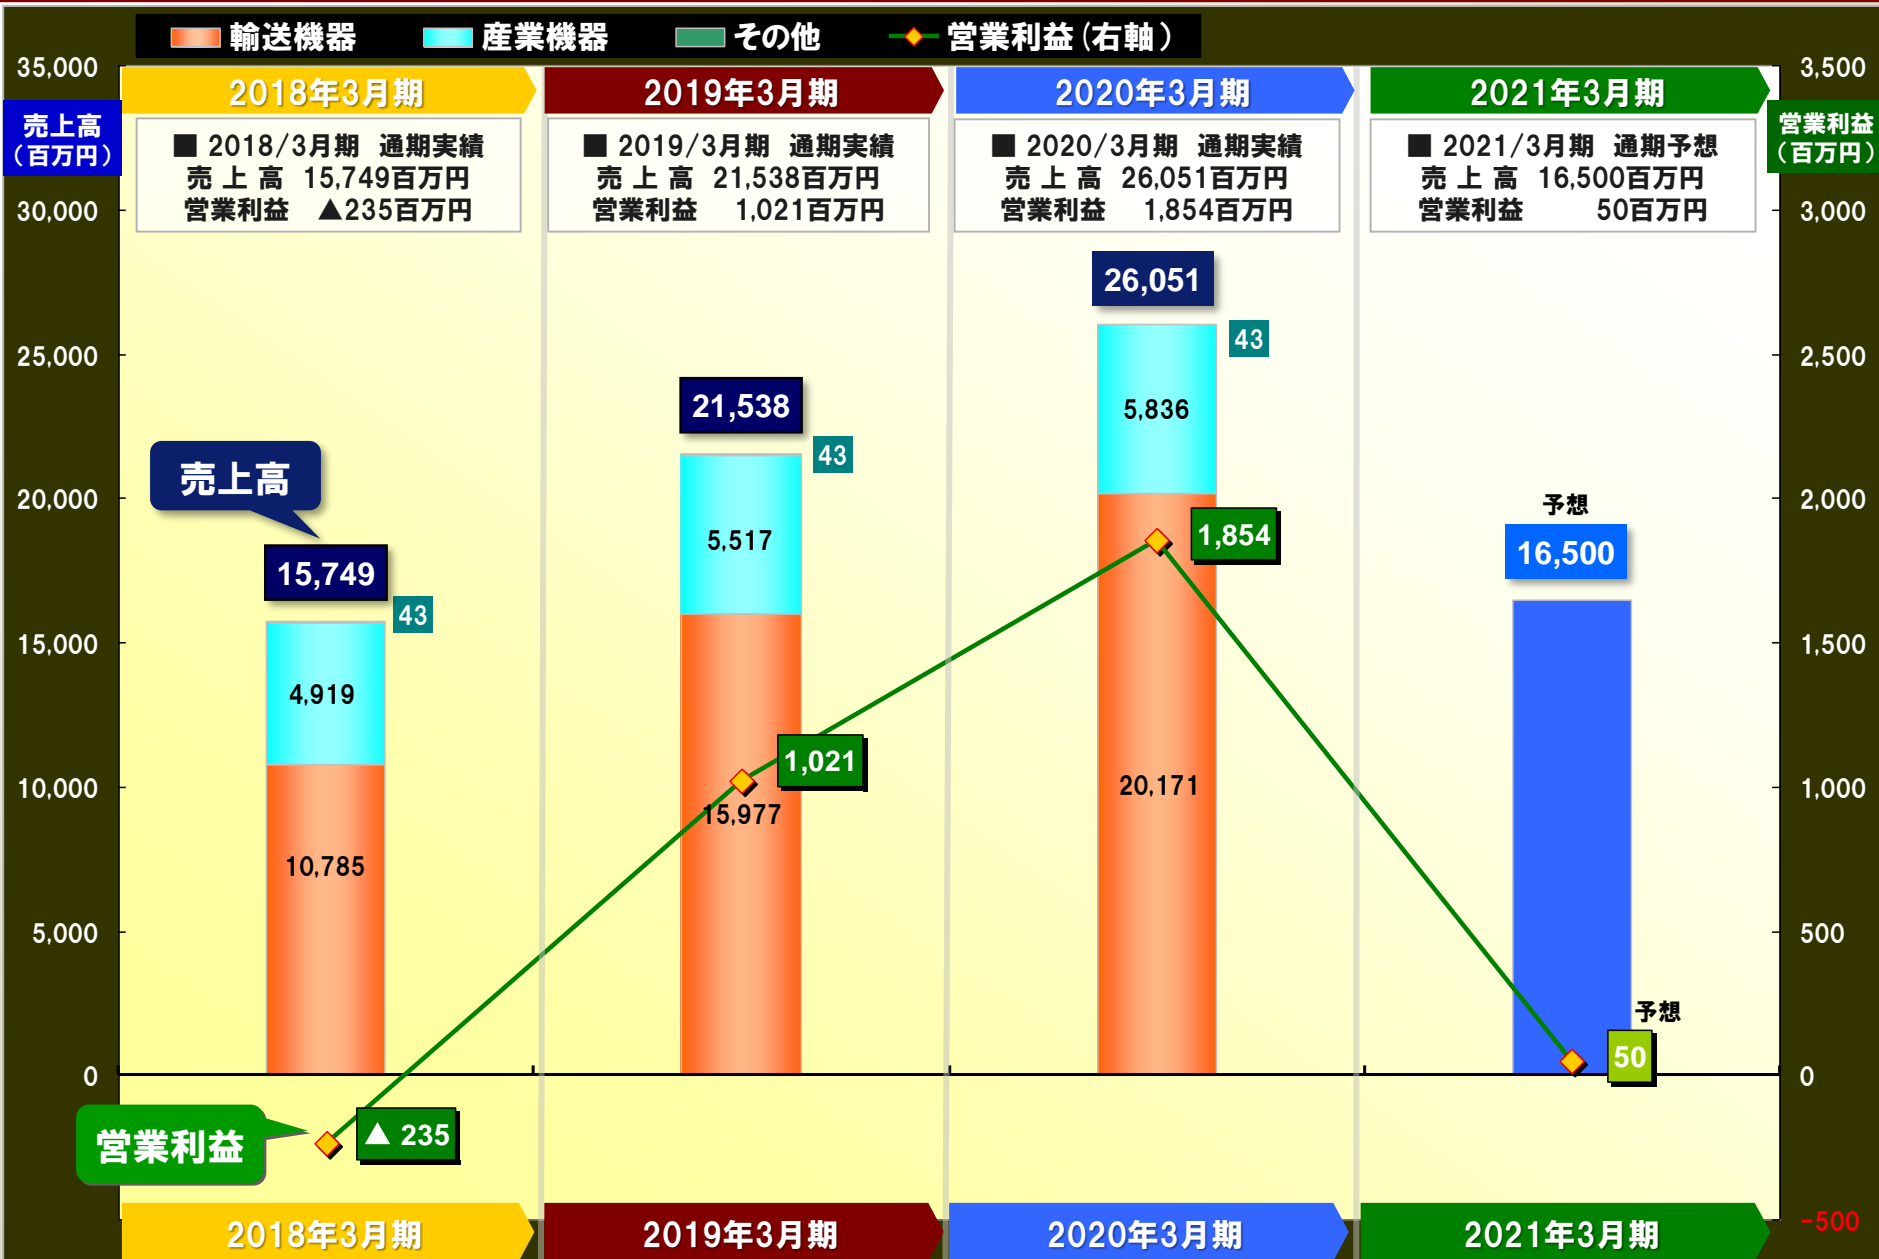 輸送機器 産業機器 その他 営業利益(右軸)
35,000
30,000
25,000
20,000
15,000
10,000
5,000
0
売上高
(百万円)
3,500
3,000
2,500
2,000
1,500
1,000
500
0
-500
営業利益
(百万円)
2018年3月期
■ 2018/3月期 通期実績
売上高 15,749百万円
営業利益 ▲235百万円
2019年3月期
■ 2019/3月期 通期実績
売上高 21,538百万円
営業利益 1,021百万円
2020年3月期
■ 2020/3月期 通期実績
売上高 26,051百万円
営業利益 1,854百万円
2021年3月期
■ 2021/3月期 通期予想
売上高 16,500百万円
営業利益 50百万円
売上高
15,749
43
4,919
10,785
営業利益
▲ 235
21,538
43
5,517
1,021
15,977
26,051
43
5,836
1,854
20,171
予想
16,500
予想
50
2018年3月期
2019年3月期
2020年3月期
2021年3月期